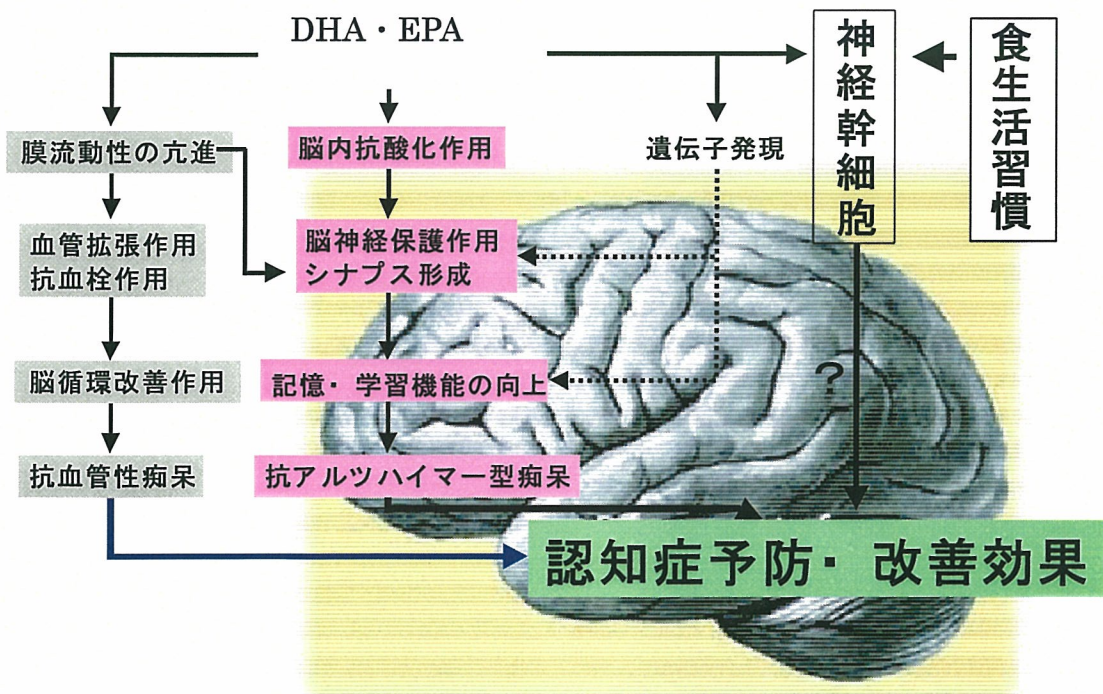 DHA・EPA
神経幹細胞
食生活習慣
膜流動性の亢進
脳内抗酸化作用
遺伝子発現
血管拡張作用
抗血栓作用
脳神経保護作用
シナプス形成
?
脳循環改善作用
記憶・学習機能の向上
抗血管性痴呆
抗アルツハイマー型痴呆
認知症予防・改善効果